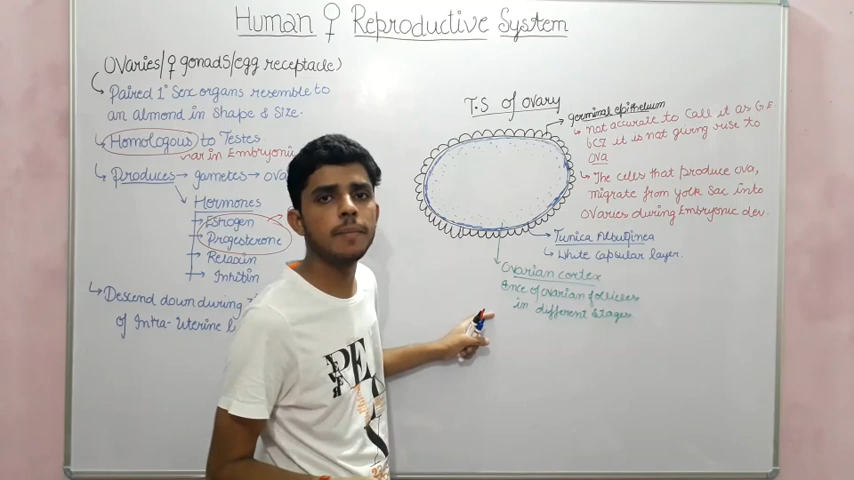 Human ♀ Reproductive System
Ovaries/♀ gonads/egg receptacle)
Paired 1° Sex organs resemble to
an almond in Shape & Size.
Homologous to Testes
ar in Embryonic
Produces → gametes → ova
Hormones
Estrogen
Progesterone
Relaxin
Inhibin
Descend down during
of Intra-Uterine
T.S of ovary
germinal epithelium
not accurate to Call it as G.E
bcz it is not giving rise to
ova
The cells that produce ova,
migrate from yolk Sac into
Ovaries during Embryonic dev.
Tunica Albuginea
White capsular layer.
Ovarian cortex
of ovarian follicles
in different stages
NEVER